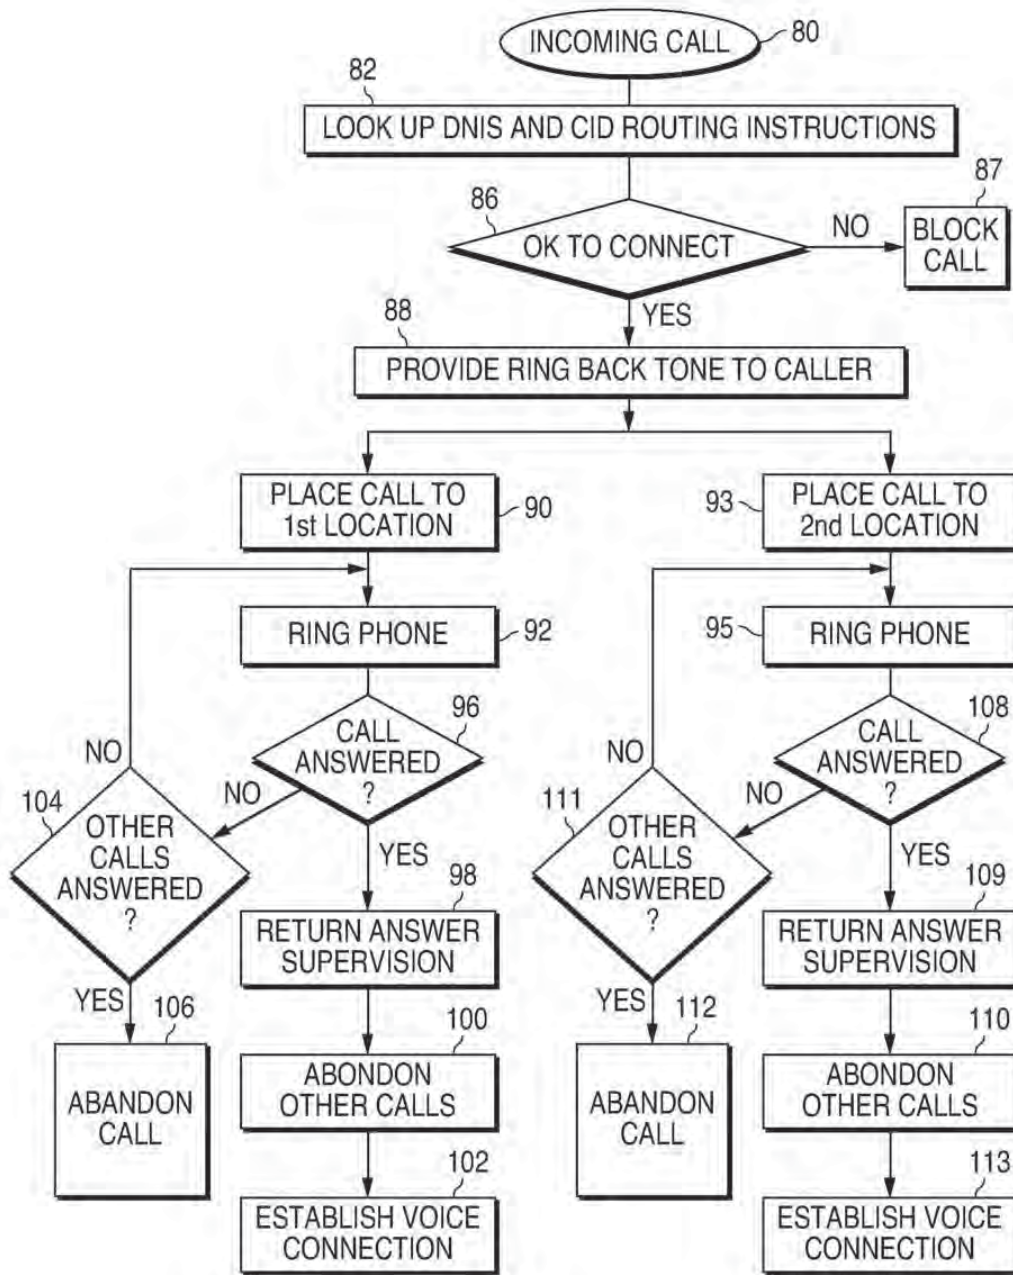 INCOMING CALL
80
82
LOOK UP DNIS AND CID ROUTING INSTRUCTIONS
86
OK TO CONNECT
NO
87
BLOCK
CALL
YES
88
PROVIDE RING BACK TONE TO CALLER
PLACE CALL TO
1st LOCATION
90
93
PLACE CALL TO
2nd LOCATION
RING PHONE
92
95
RING PHONE
96
CALL
ANSWERED
?
NO
NO
104
OTHER
CALLS
ANSWERED
?
YES
98
RETURN ANSWER
SUPERVISION
YES
106
ABANDON
CALL
100
ABONDON
OTHER CALLS
102
ESTABLISH VOICE
CONNECTION
108
CALL
ANSWERED
?
NO
NO
111
OTHER
CALLS
ANSWERED
?
YES
109
RETURN ANSWER
SUPERVISION
YES
112
ABANDON
CALL
110
ABONDON
OTHER CALLS
113
ESTABLISH VOICE
CONNECTION